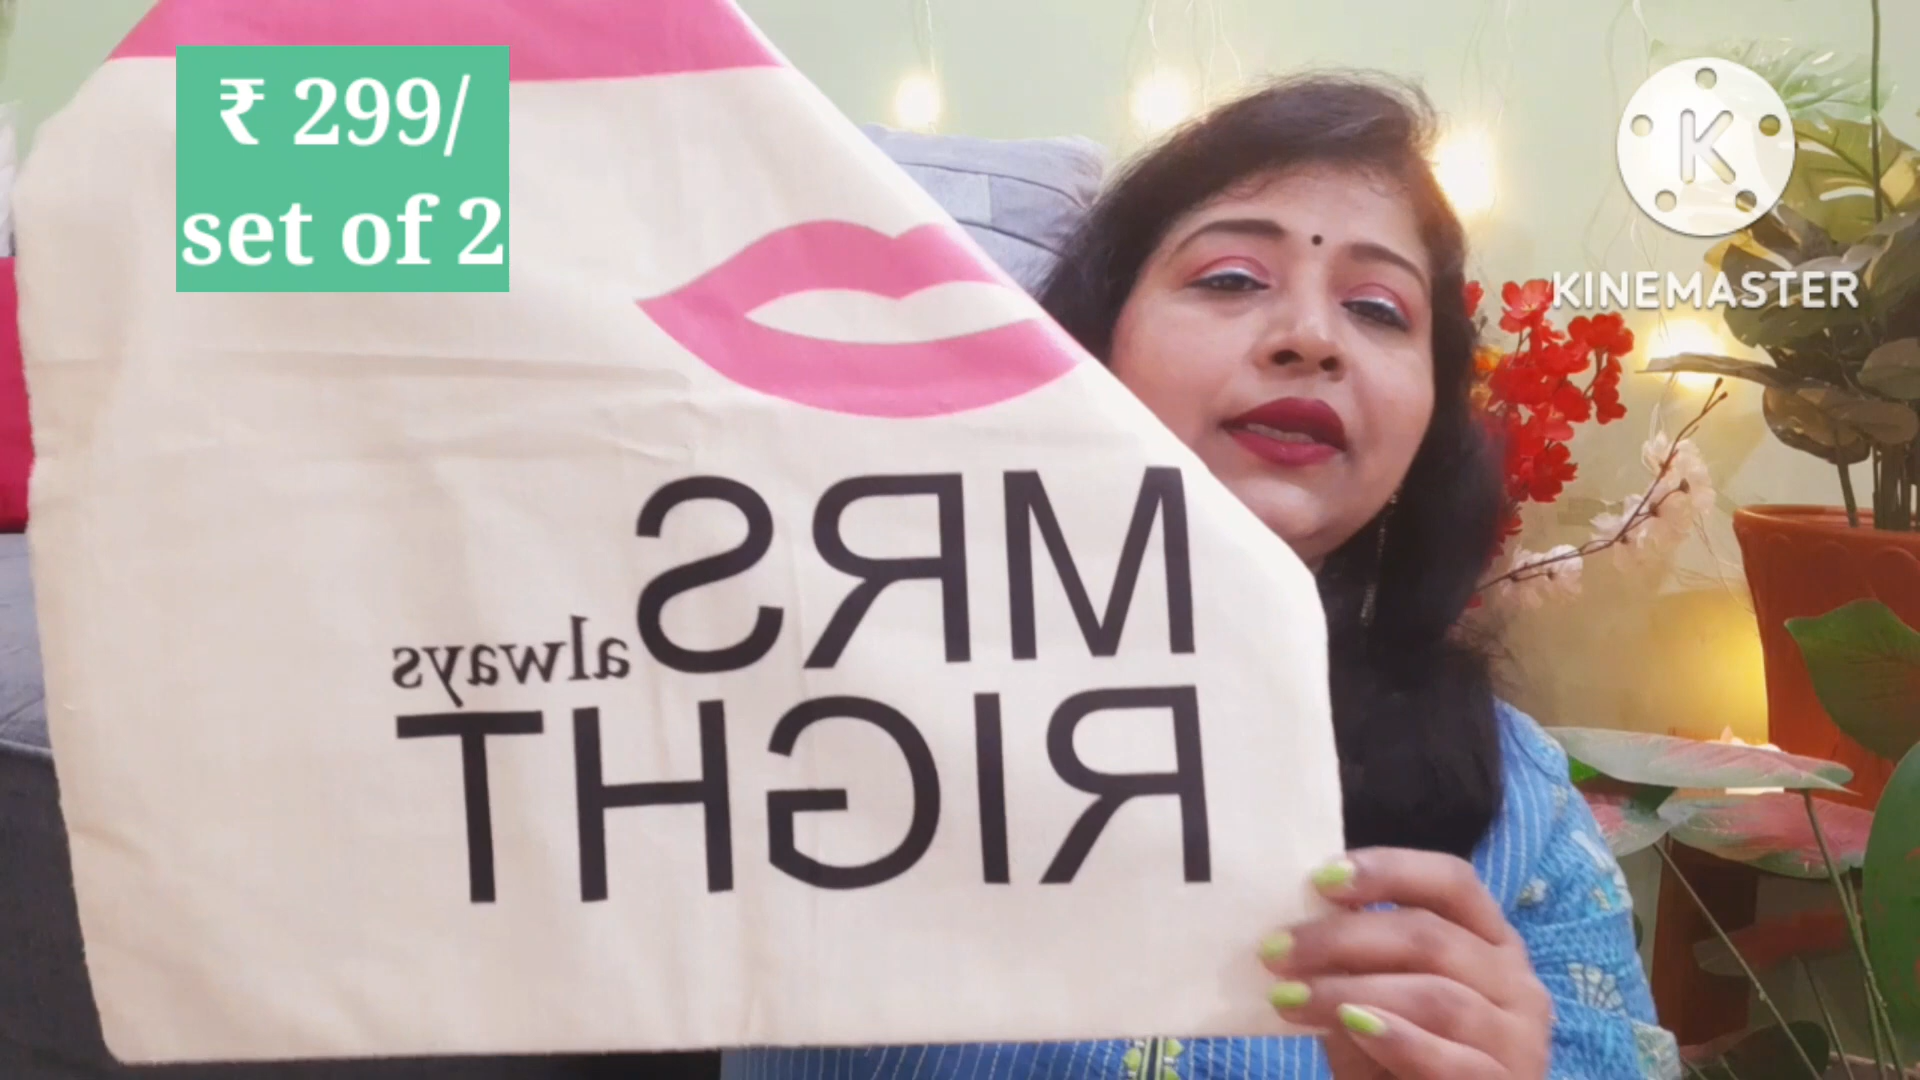 ₹ 299/
set of 2
K
KINEMASTER
MRS
always
RIGHT